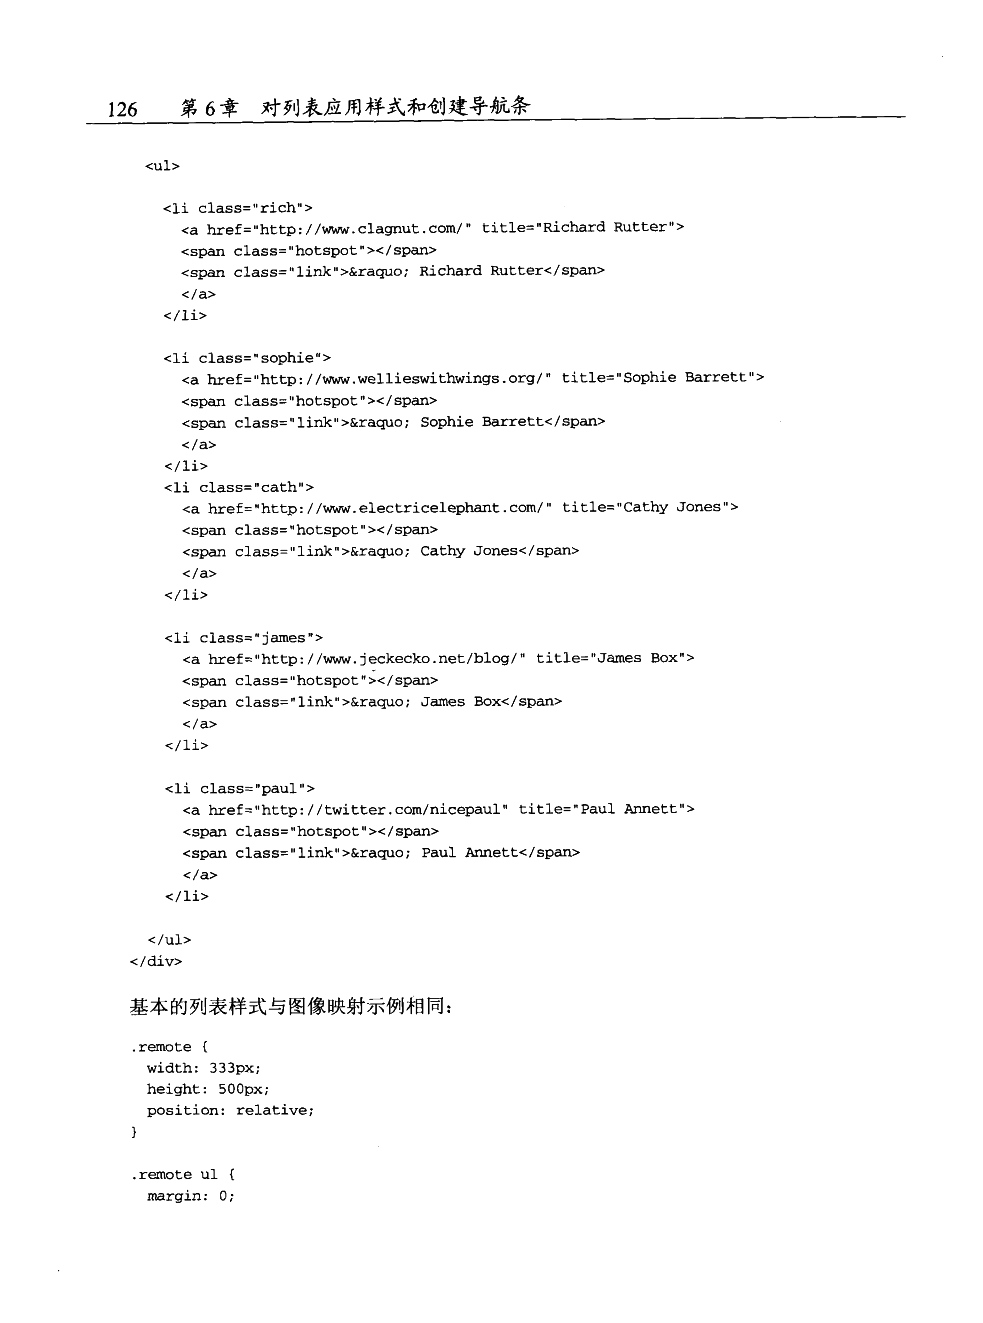 126 第6章 对列表应用样式和创建导航条
<ul>
<li class="rich">
<a href="http://www.clagnut.com/" title="Richard Rutter">
<span class="hotspot"></span>
<span class="link">&raquo; Richard Rutter</span>
</a>
</li>
<li class="sophie">
<a href="http://www.wellieswithwings.org/" title="Sophie Barrett">
<span class="hotspot"></span>
<span class="link">&raquo; Sophie Barrett</span>
</a>
</li>
<li class="cath">
<a href="http://www.electricelephant.com/" title="Cathy Jones">
<span class="hotspot"></span>
<span class="link">&raquo; Cathy Jones</span>
</a>
</li>
<li class="james">
<a href="http://www.jeckecko.net/blog/" title="James Box">
<span class="hotspot"></span>
<span class="link">&raquo; James Box</span>
</a>
</li>
<li class="paul">
<a href="http://twitter.com/nicepaul" title="Paul Annett">
<span class="hotspot"></span>
<span class="link">&raquo; Paul Annett</span>
</a>
</li>
</ul>
</div>
基本的列表样式与图像映射示例相同：
.remote {
width: 333px;
height: 500px;
position: relative;
}
.remote ul {
margin: 0;